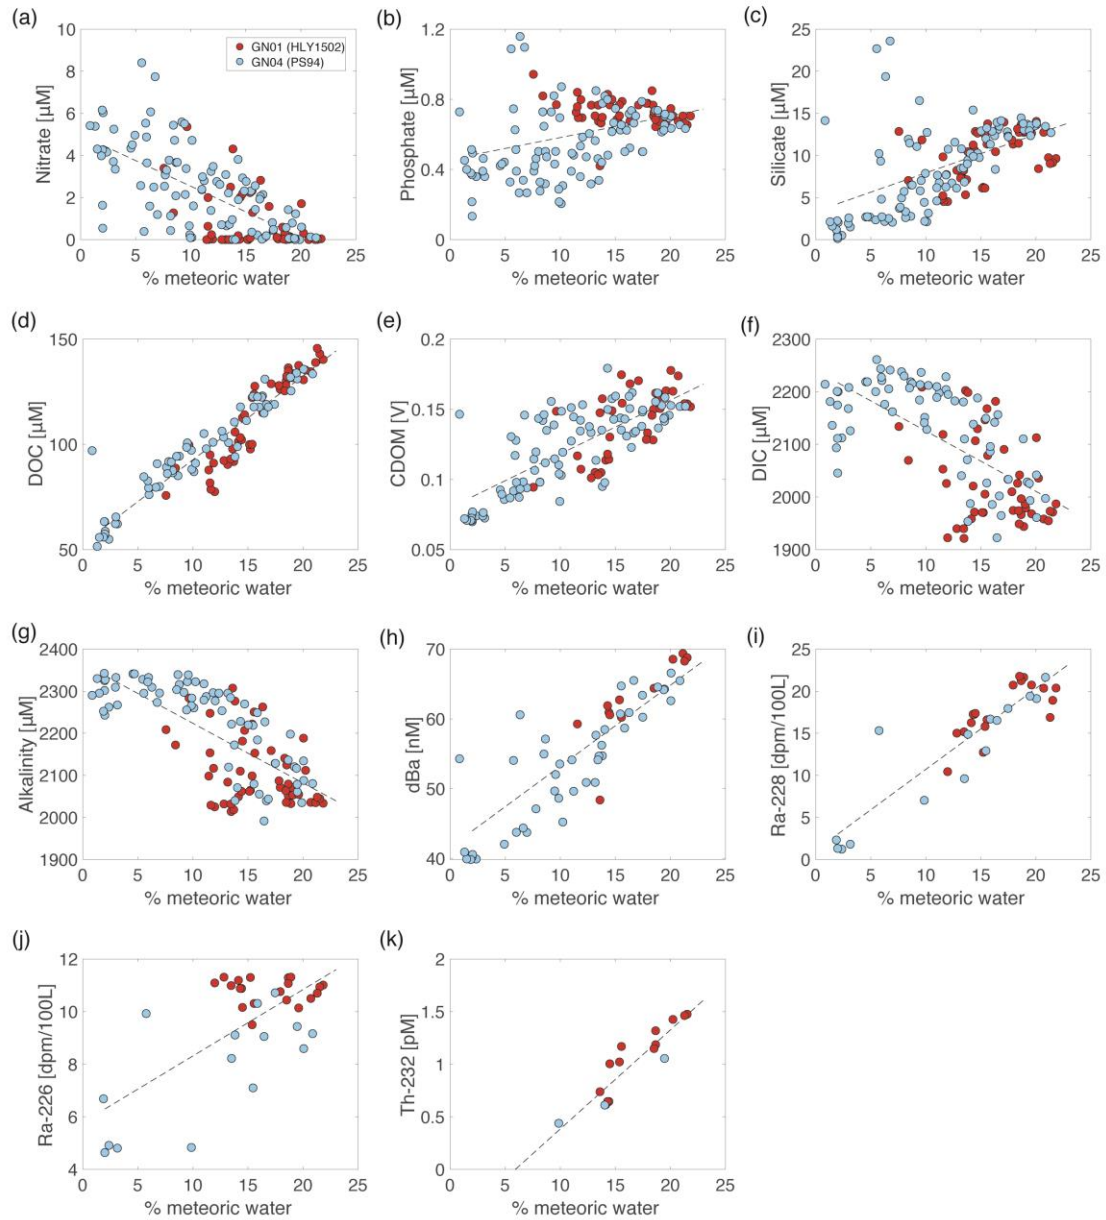 (a)
10
8
6
4
2
0
Nitrate [µM]
0 5 10 15 20 25
% meteoric water
GN01 (HLY1502)
GN04 (PS94)
(b)
1.2
0.8
0.4
0
Phosphate [µM]
0 5 10 15 20 25
% meteoric water
(c)
25
20
15
10
5
0
Silicate [µM]
0 5 10 15 20 25
% meteoric water
(d)
150
100
50
DOC [µM]
0 5 10 15 20 25
% meteoric water
(e)
0.2
0.15
0.1
0.05
CDOM [V]
0 5 10 15 20 25
% meteoric water
(f)
2300
2200
2100
2000
1900
DIC [µM]
0 5 10 15 20 25
% meteoric water
(g)
2400
2300
2200
2100
2000
1900
Alkalinity [µM]
0 5 10 15 20 25
% meteoric water
(h)
70
60
50
40
dBa [nM]
0 5 10 15 20 25
% meteoric water
(i)
25
20
15
10
5
0
Ra-228 [dpm/100L]
0 5 10 15 20 25
% meteoric water
(j)
12
10
8
6
4
Ra-226 [dpm/100L]
0 5 10 15 20 25
% meteoric water
(k)
2
1.5
1
0.5
0
Th-232 [pM]
0 5 10 15 20 25
% meteoric water